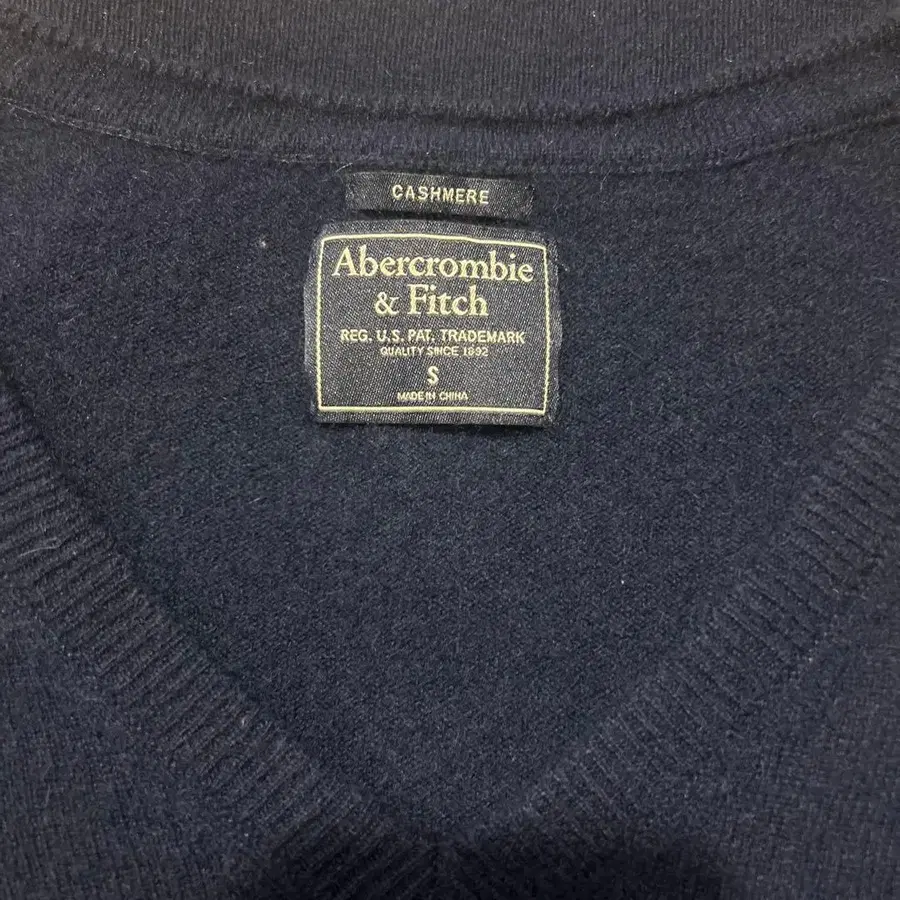 CASHMERE
Abercrombie
& Fitch
REG. U.S. PAT. TRADEMARK
QUALITY SINCE 1892
S
MADE IN CHINA